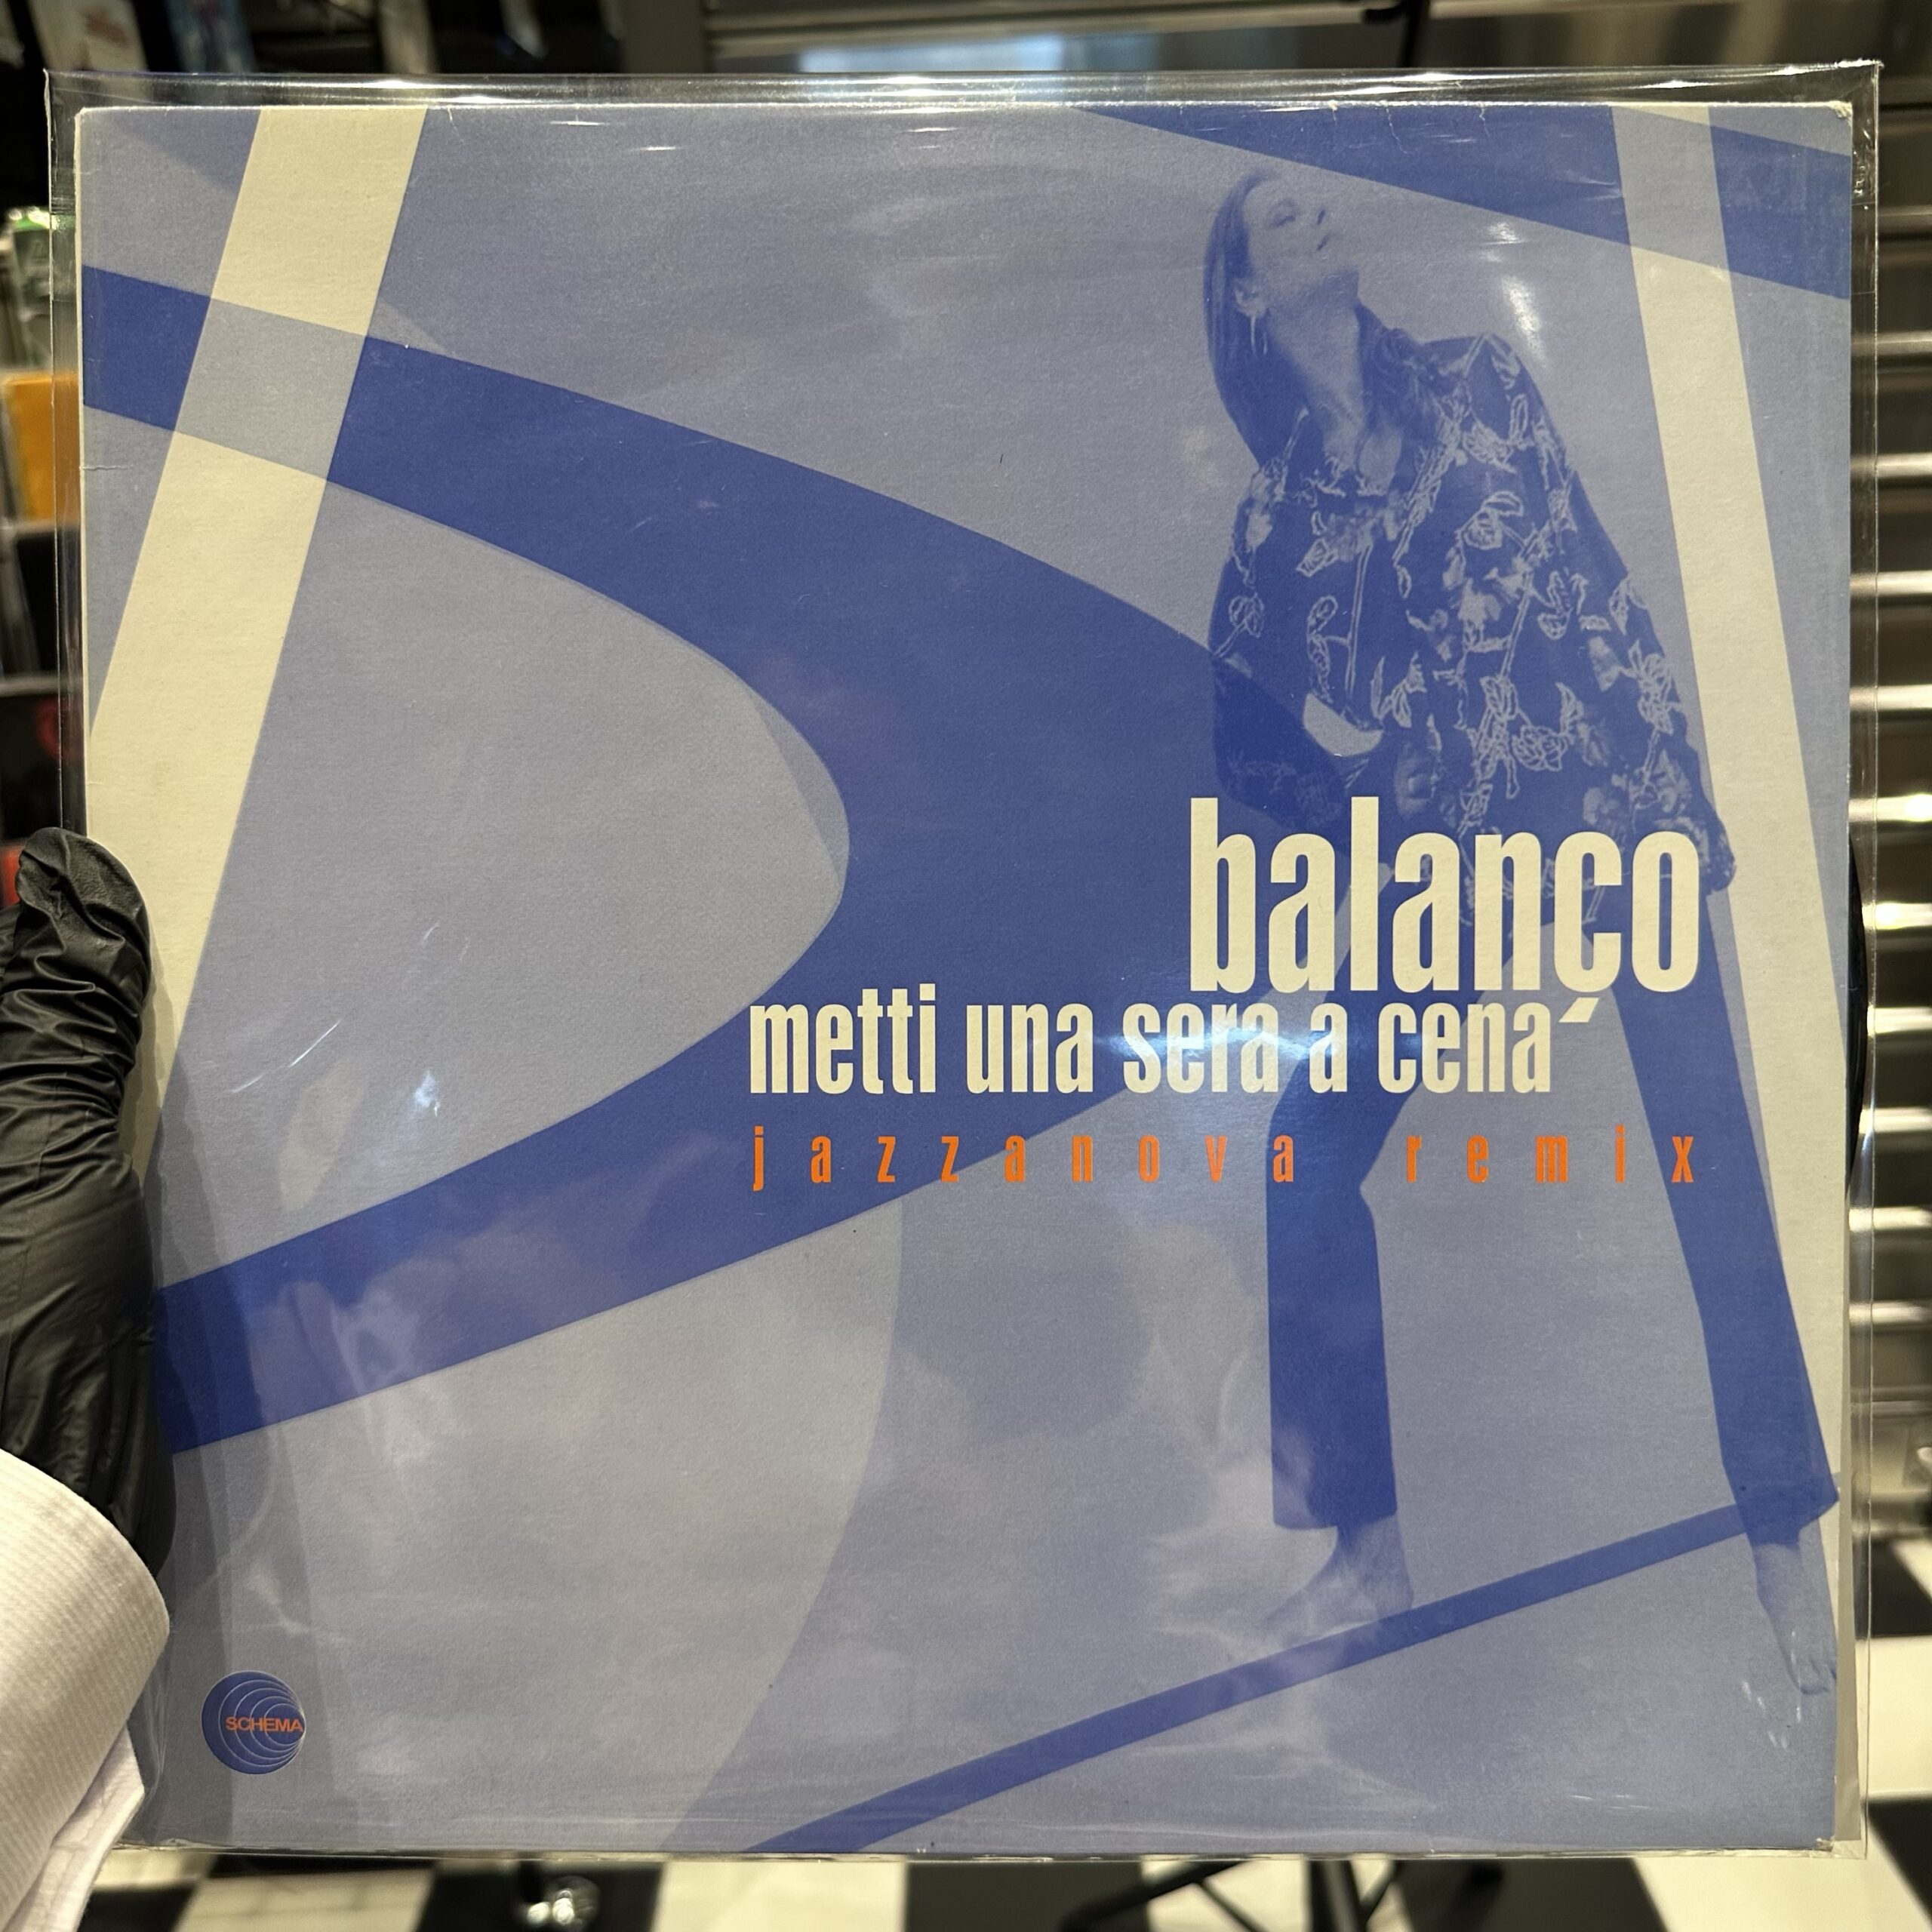 balanço
metti una sera a cena´
jazzanova remix
SCHEMA